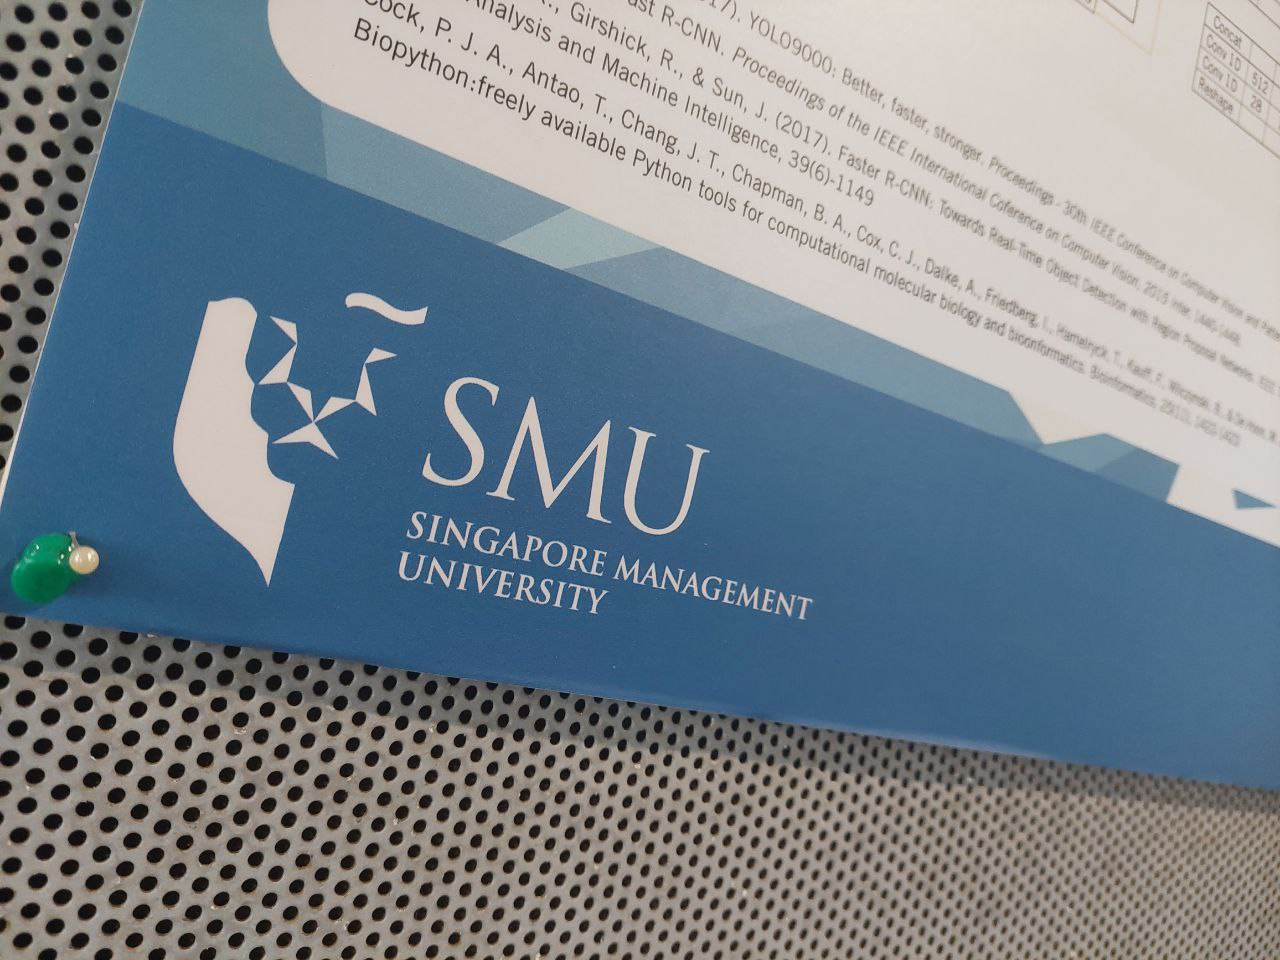 17). YOLO9000: Better, faster, stronger. Proceedings - 30th IEEE Conference on Computer Vision and
ast R-CNN. Proceedings of the IEEE International Coference on Computer Vision, 2015 Inter, 1440-1448.
Girshick, R., & Sun, J. (2017). Faster R-CNN: Towards Real-Time Object Detection with Region Proposal Networks. IEEE
Analysis and Machine Intelligence, 39(6)-1149
Cock, P. J. A., Antao, T., Chang, J. T., Chapman, B. A., Cox, C. J., Dalke, A., Friedberg, I., Hamelryck, T., Kauff, F., Wilczynski, B., & De Hoon, M.
Biopython:freely available Python tools for computational molecular biology and bioinformatics. Bioinformatics, 25(11), 1422-1423
Concat
Conv 1D 512
Conv 1D 28
Reshape
SMU
SINGAPORE MANAGEMENT
UNIVERSITY